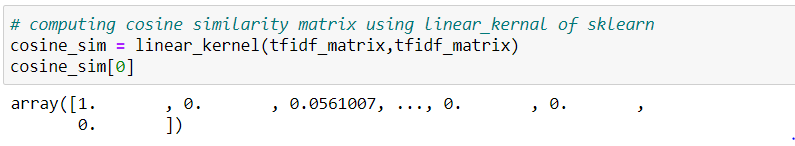 # computing cosine similarity matrix using linear_kernal of sklearn
cosine_sim = linear_kernel(tfidf_matrix,tfidf_matrix)
cosine_sim[0]
array([1.       , 0.       , 0.0561007, ..., 0.       , 0.       ,
       0.       ])